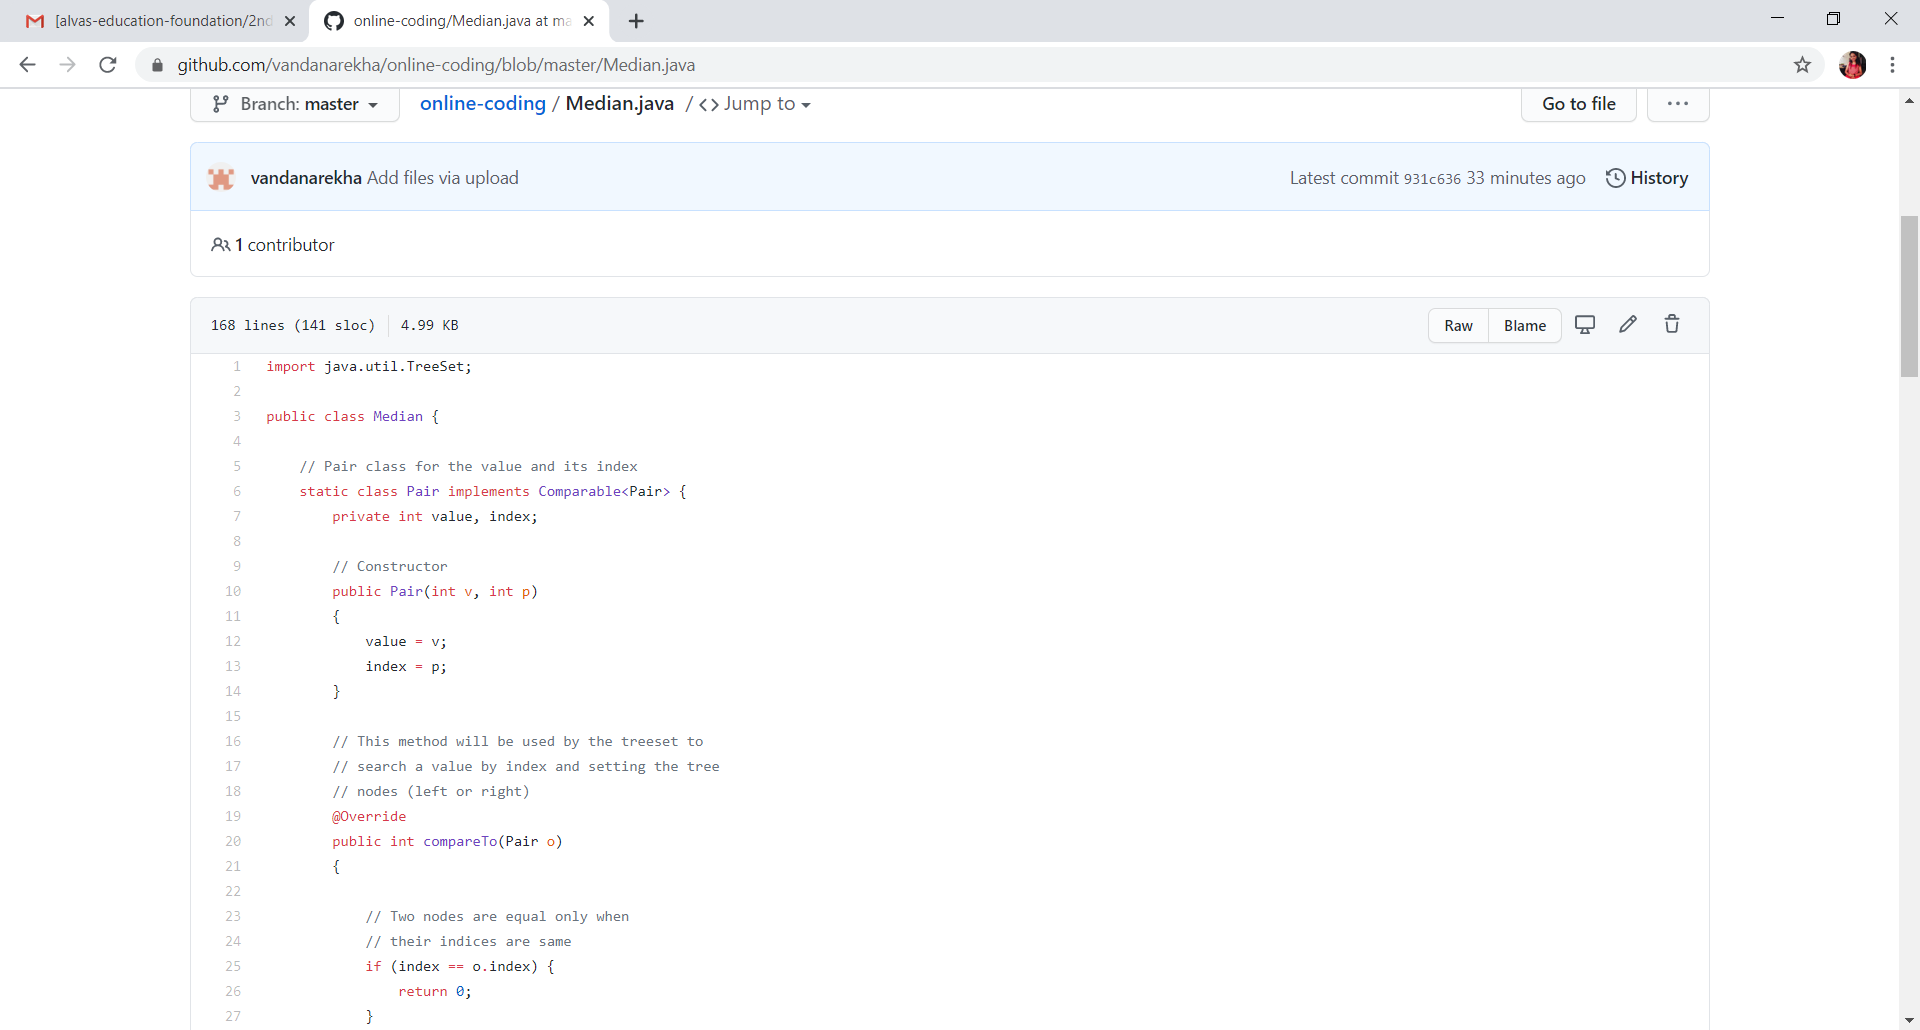 [alvas-education-foundation/2nd
online-coding/Median.java at ma
github.com/vandanarekha/online-coding/blob/master/Median.java
Branch: master
online-coding / Median.java / <> Jump to
Go to file
...
vandanarekha Add files via upload
Latest commit 931c636 33 minutes ago
History
1 contributor
168 lines (141 sloc) 4.99 KB
Raw
Blame
1 import java.util.TreeSet;
2
3 public class Median {
4
5 // Pair class for the value and its index
6 static class Pair implements Comparable<Pair> {
7 private int value, index;
8
9 // Constructor
10 public Pair(int v, int p)
11 {
12 value = v;
13 index = p;
14 }
15
16 // This method will be used by the treeset to
17 // search a value by index and setting the tree
18 // nodes (left or right)
19 @Override
20 public int compareTo(Pair o)
21 {
22
23 // Two nodes are equal only when
24 // their indices are same
25 if (index == o.index) {
26 return 0;
27 }